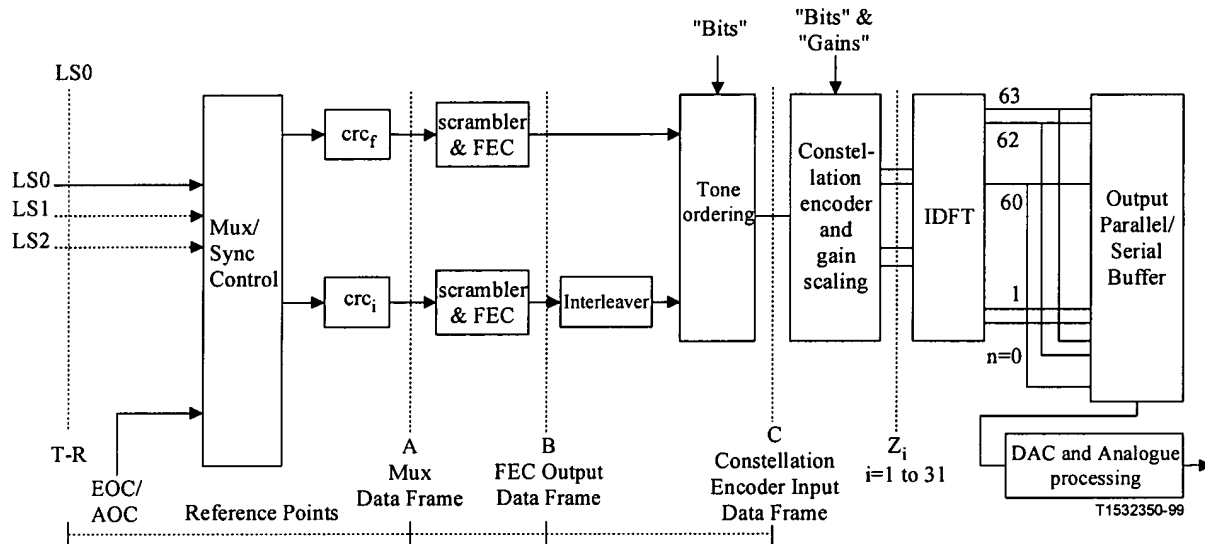 "Bits"
"Bits" &
"Gains"
LS0
LS0
LS1
LS2
Mux/
Sync
Control
crcf
scrambler
& FEC
crci
scrambler
& FEC
Interleaver
Tone
ordering
Constel-
lation
encoder
and
gain
scaling
IDFT
63
62
60
1
n=0
Output
Parallel/
Serial
Buffer
T-R
EOC/
AOC
A
Mux
Data Frame
B
FEC Output
Data Frame
C
Constellation
Encoder Input
Data Frame
Zi
i=1 to 31
DAC and Analogue
processing
T1532350-99
Reference Points